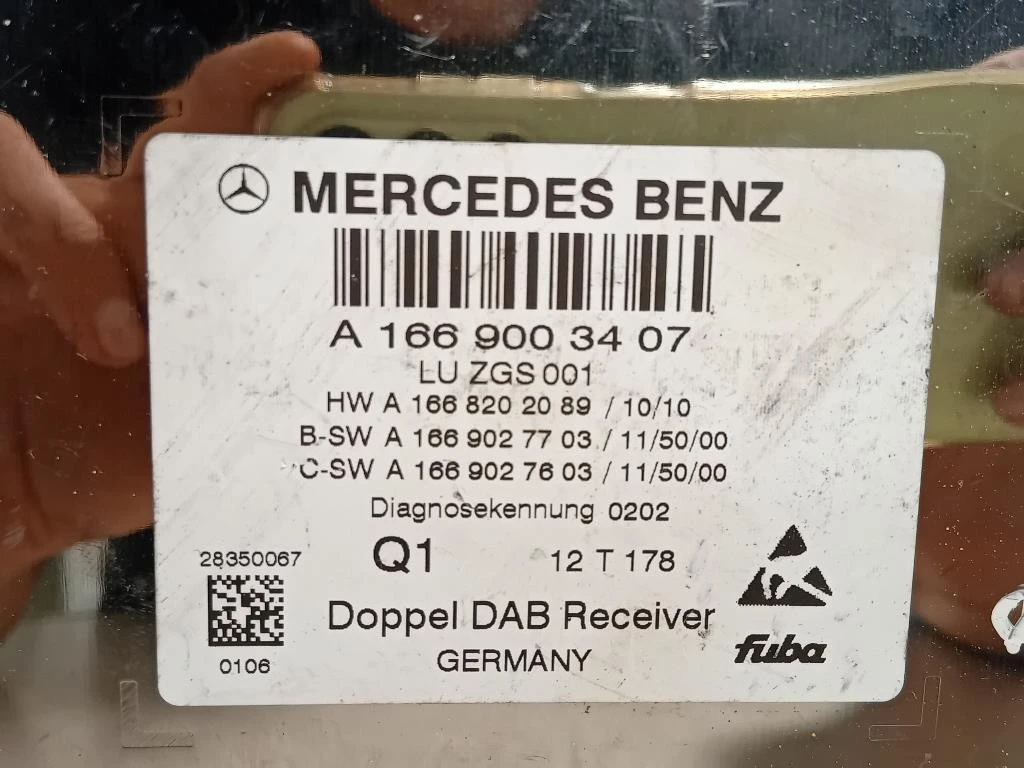 MERCEDES BENZ
A 166 900 34 07
LU ZGS 001
HW A 166 820 20 89 / 10/10
B-SW A 166 902 77 03 / 11/50/00
C-SW A 166 902 76 03 / 11/50/00
Diagnosekennung 0202
28350067 Q1 12 T 178
0106
Doppel DAB Receiver
GERMANY
fuba